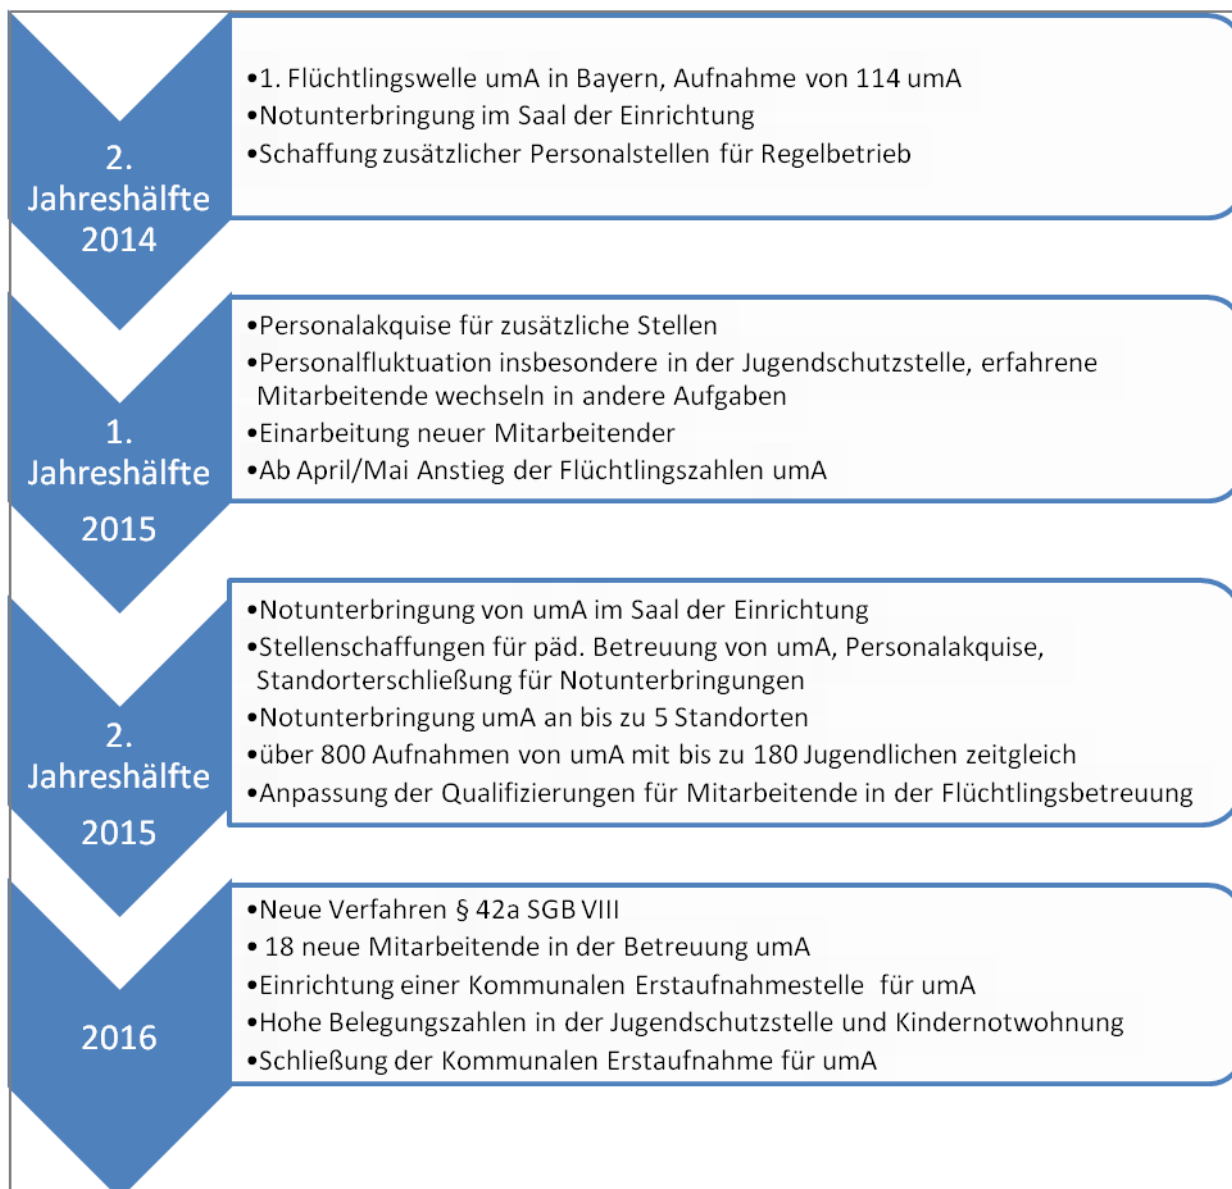 2.
Jahreshälfte
2014
•1. Flüchtlingswelle umA in Bayern, Aufnahme von 114 umA
•Notunterbringung im Saal der Einrichtung
•Schaffung zusätzlicher Personalstellen für Regelbetrieb
1.
Jahreshälfte
2015
•Personalakquise für zusätzliche Stellen
•Personalfluktuation insbesondere in der Jugendschutzstelle, erfahrene
Mitarbeitende wechseln in andere Aufgaben
•Einarbeitung neuer Mitarbeitender
•Ab April/Mai Anstieg der Flüchtlingszahlen umA
2.
Jahreshälfte
2015
•Notunterbringung von umA im Saal der Einrichtung
•Stellenschaffungen für päd. Betreuung von umA, Personalakquise,
Standorterschließung für Notunterbringungen
•Notunterbringung umA an bis zu 5 Standorten
•über 800 Aufnahmen von umA mit bis zu 180 Jugendlichen zeitgleich
•Anpassung der Qualifizierungen für Mitarbeitende in der Flüchtlingsbetreuung
2016
•Neue Verfahren § 42a SGB VIII
• 18 neue Mitarbeitende in der Betreuung umA
•Einrichtung einer Kommunalen Erstaufnahmestelle für umA
•Hohe Belegungszahlen in der Jugendschutzstelle und Kindernotwohnung
•Schließung der Kommunalen Erstaufnahme für umA